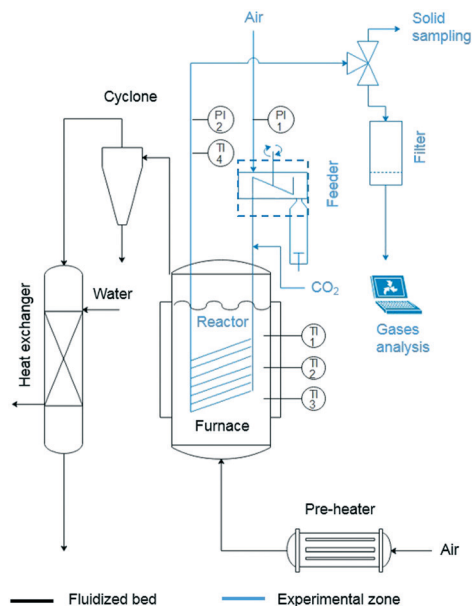 Air
Solid
sampling
Cyclone
PI
2
PI
1
TI
4
Filter
Feeder
CO2
Water
Heat exchanger
Reactor
TI
1
TI
2
TI
3
Gases
analysis
Furnace
Pre-heater
Air
Fluidized bed
Experimental zone